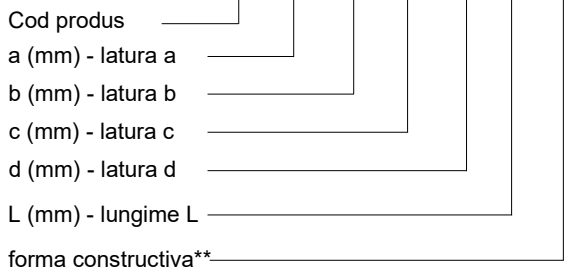 Cod produs
a (mm) - latura a
b (mm) - latura b
c (mm) - latura c
d (mm) - latura d
L (mm) - lungime L
forma constructiva**